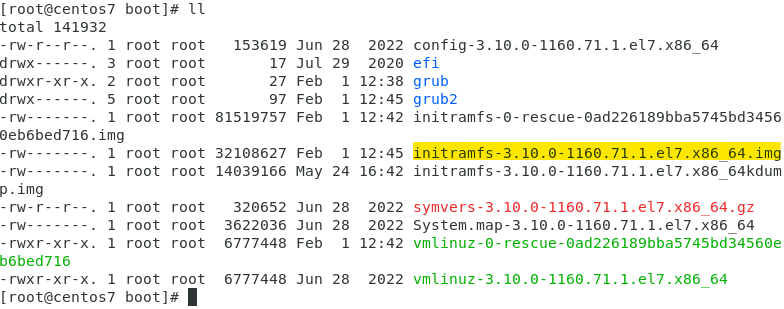 [root@centos7 boot]# ll
total 141932
-rw-r--r--. 1 root root   153619 Jun 28  2022 config-3.10.0-1160.71.1.el7.x86_64
drwx------. 3 root root       17 Jul 29  2020 efi
drwxr-xr-x. 2 root root       27 Feb  1 12:38 grub
drwx------. 5 root root       97 Feb  1 12:45 grub2
-rw-------. 1 root root 81519757 Feb  1 12:42 initramfs-0-rescue-0ad226189bba5745bd3456
0eb6bed716.img
-rw-------. 1 root root 32108627 Feb  1 12:45 initramfs-3.10.0-1160.71.1.el7.x86_64.img
-rw-------. 1 root root 14039166 May 24 16:42 initramfs-3.10.0-1160.71.1.el7.x86_64kdum
p.img
-rw-r--r--. 1 root root   320652 Jun 28  2022 symvers-3.10.0-1160.71.1.el7.x86_64.gz
-rw-------. 1 root root  3622036 Jun 28  2022 System.map-3.10.0-1160.71.1.el7.x86_64
-rwxr-xr-x. 1 root root  6777448 Feb  1 12:42 vmlinuz-0-rescue-0ad226189bba5745bd34560e
b6bed716
-rwxr-xr-x. 1 root root  6777448 Jun 28  2022 vmlinuz-3.10.0-1160.71.1.el7.x86_64
[root@centos7 boot]#